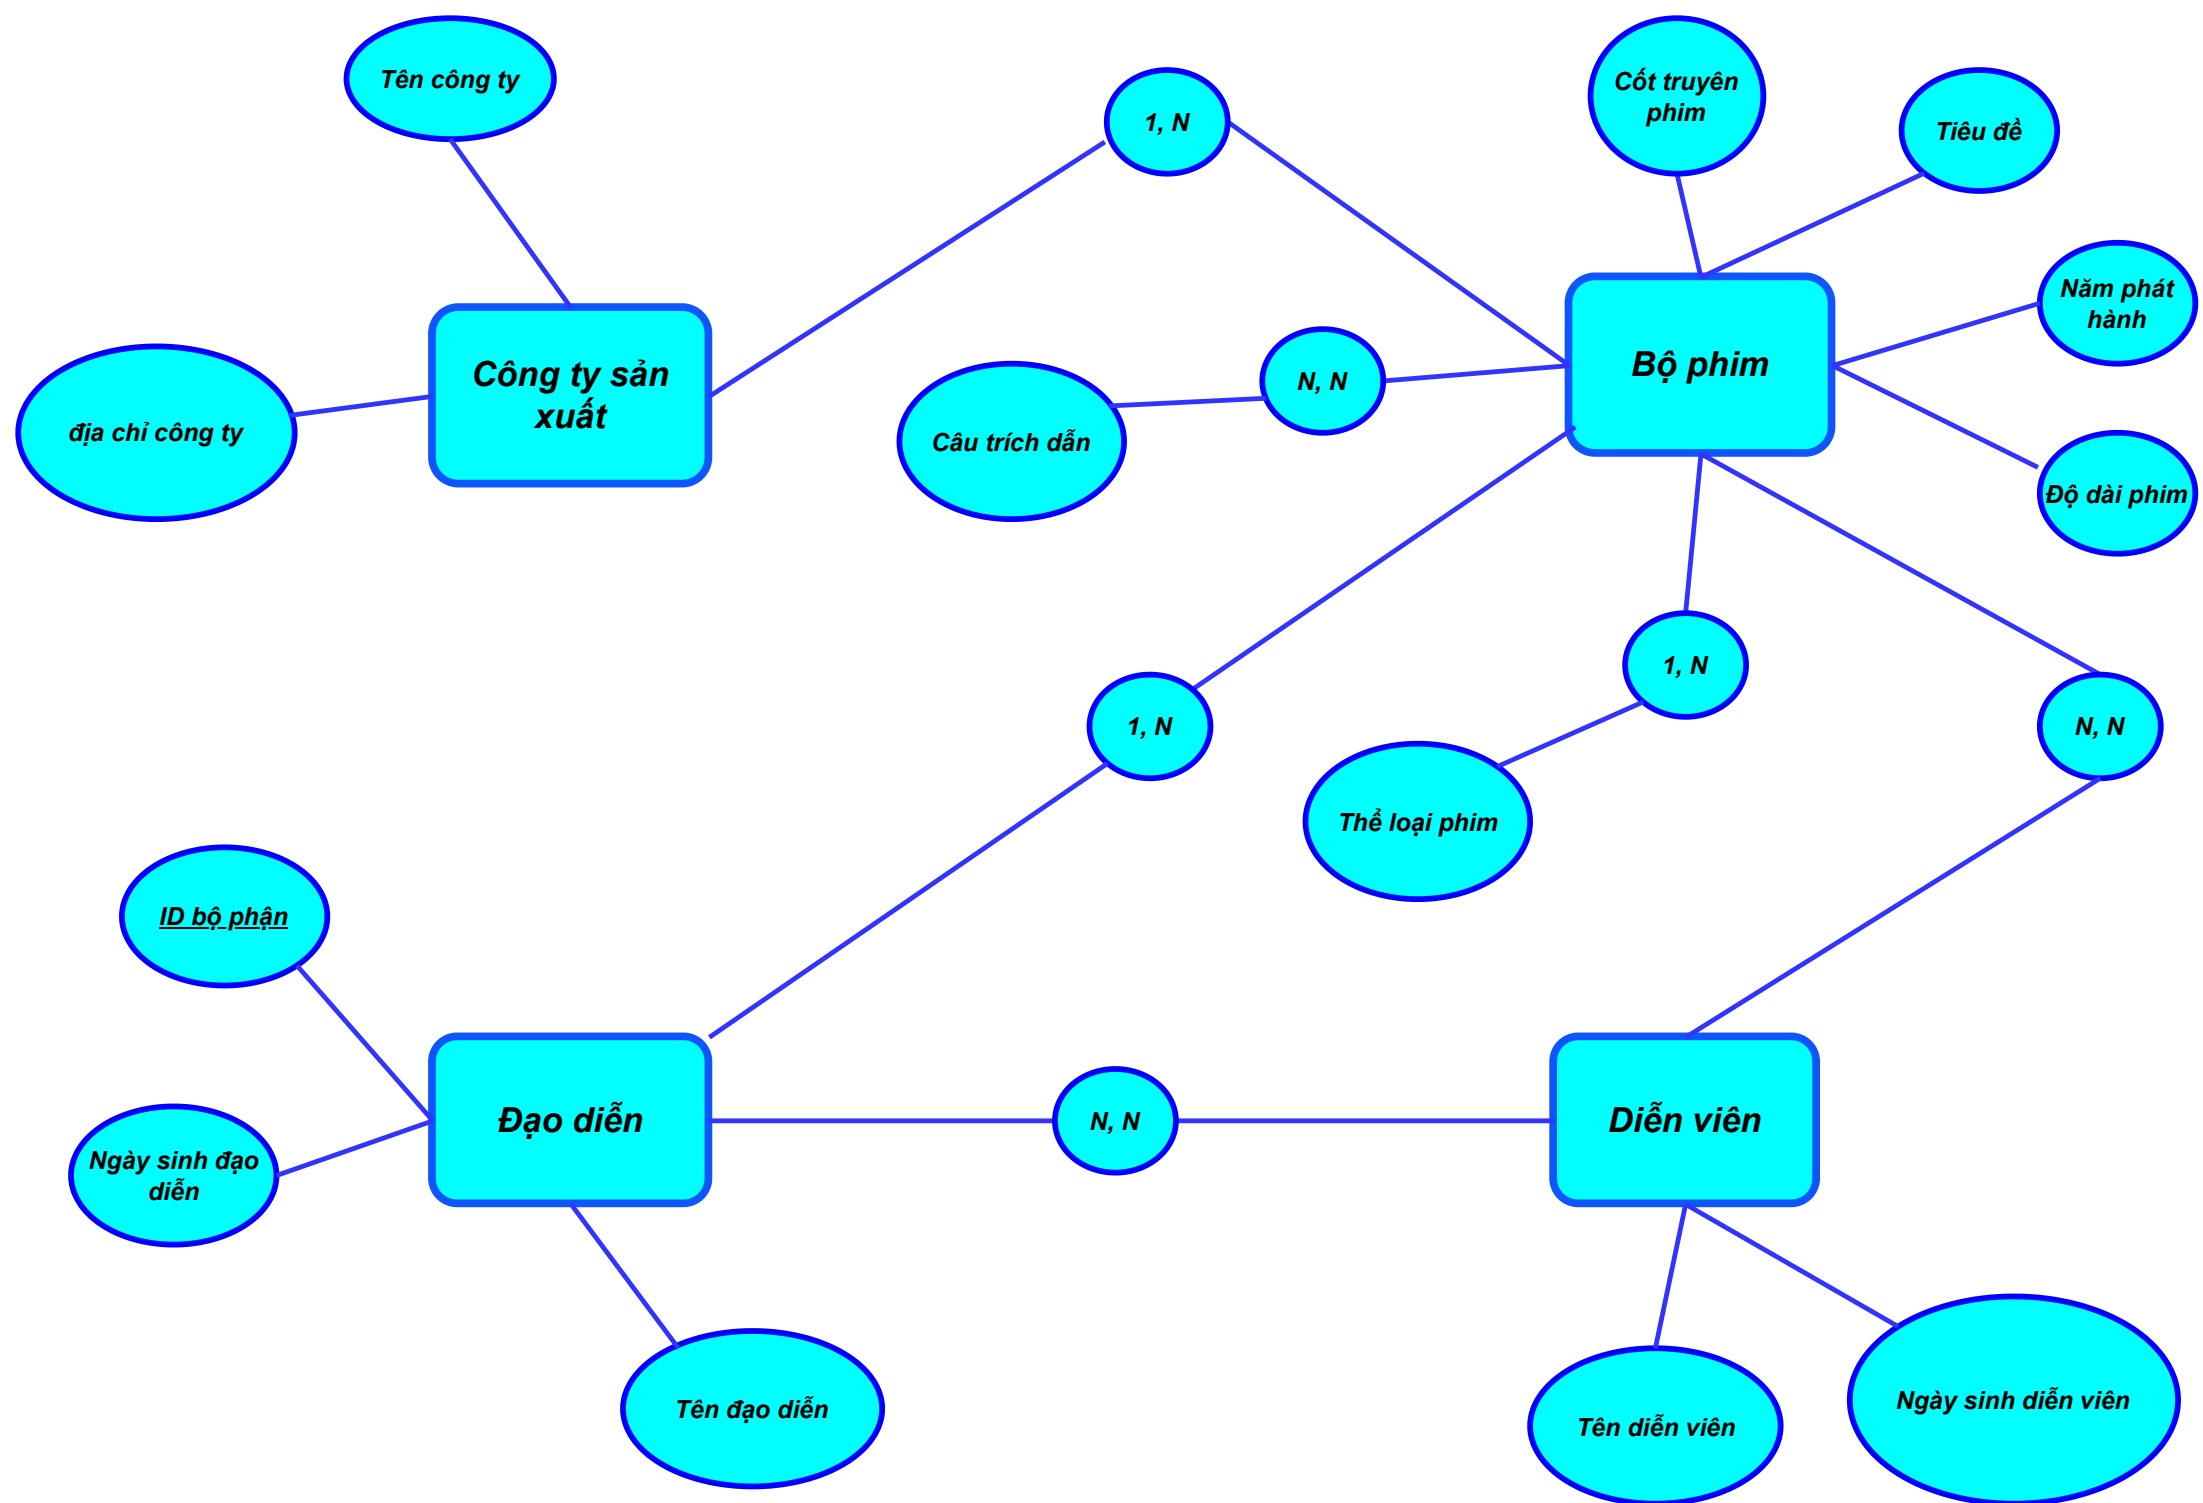 Tên công ty
1, N
Cốt truyên
phim
Tiêu đề
Năm phát
hành
Công ty sản
xuất
Bộ phim
địa chỉ công ty
Câu trích dẫn
N, N
Độ dài phim
1, N
1, N
N, N
Thể loại phim
ID bộ phận
Đạo diễn
N, N
Diễn viên
Ngày sinh đạo
diễn
Tên đạo diễn
Tên diễn viên
Ngày sinh diễn viên